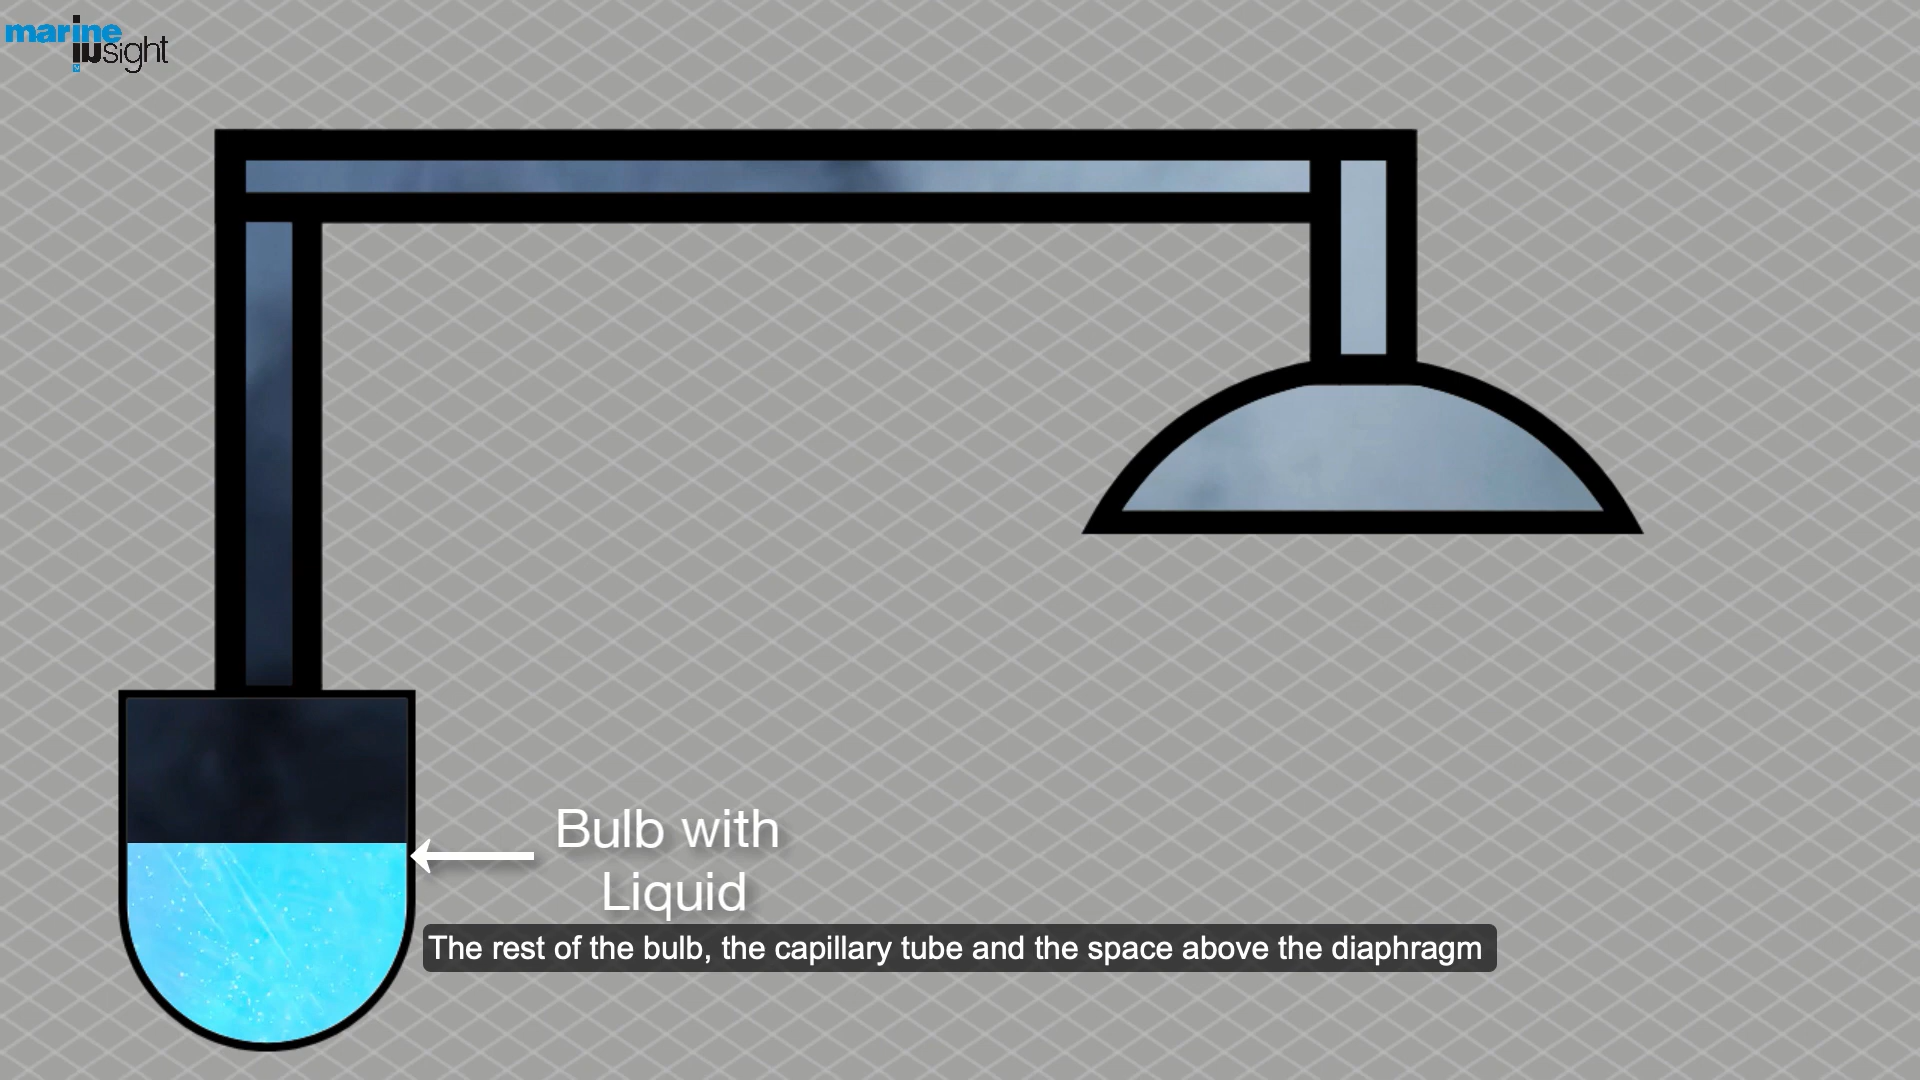 marine
insight
Bulb with
Liquid
The rest of the bulb, the capillary tube and the space above the diaphragm